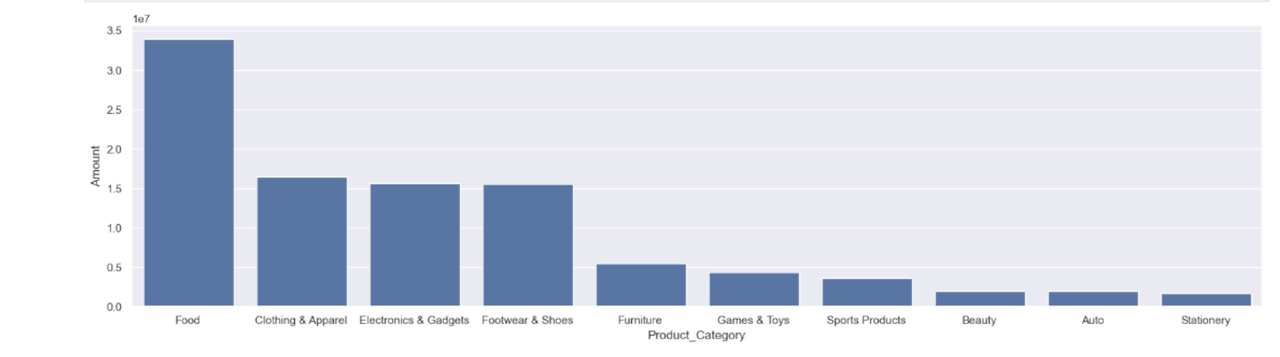 1e7
3.5
3.0
2.5
2.0
1.5
1.0
0.5
0.0
Amount
Food Clothing & Apparel Electronics & Gadgets Footwear & Shoes Furniture Games & Toys Sports Products Beauty Auto Stationery
Product_Category